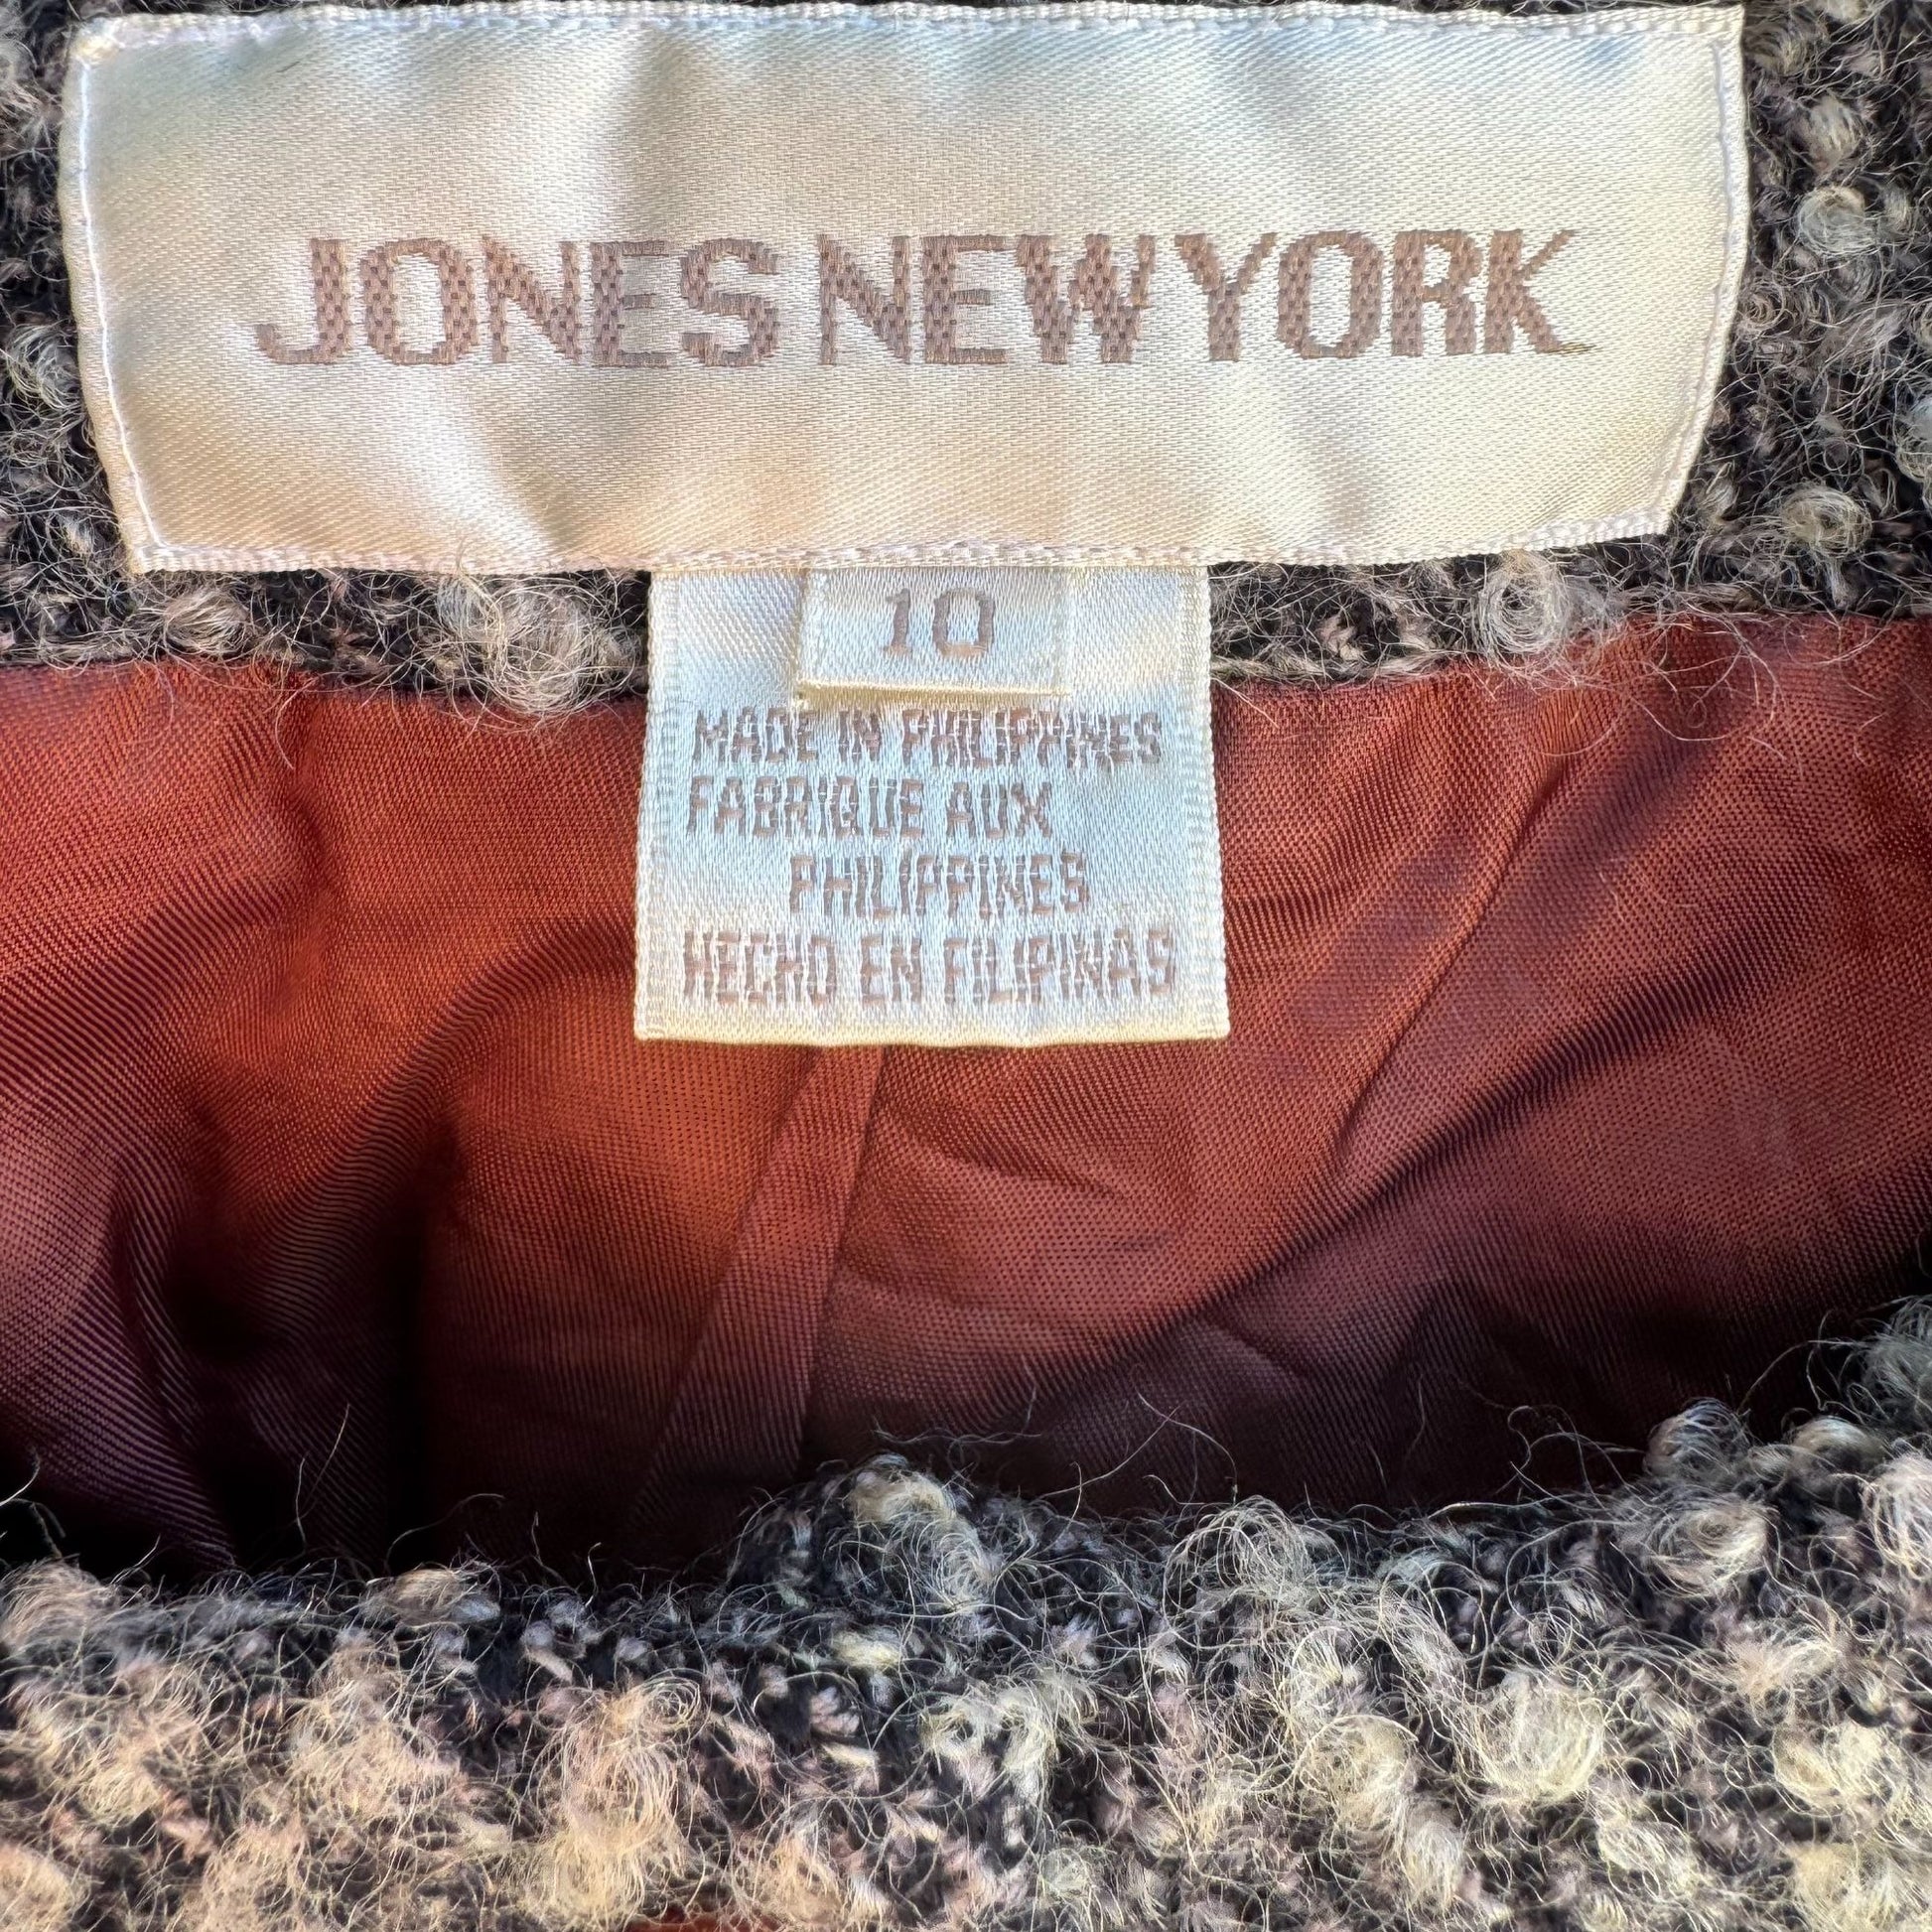 JONES NEW YORK
10
MADE IN PHILIPPINES
FABRIQUE AUX
PHILIPPINES
HECHO EN FILIPINAS